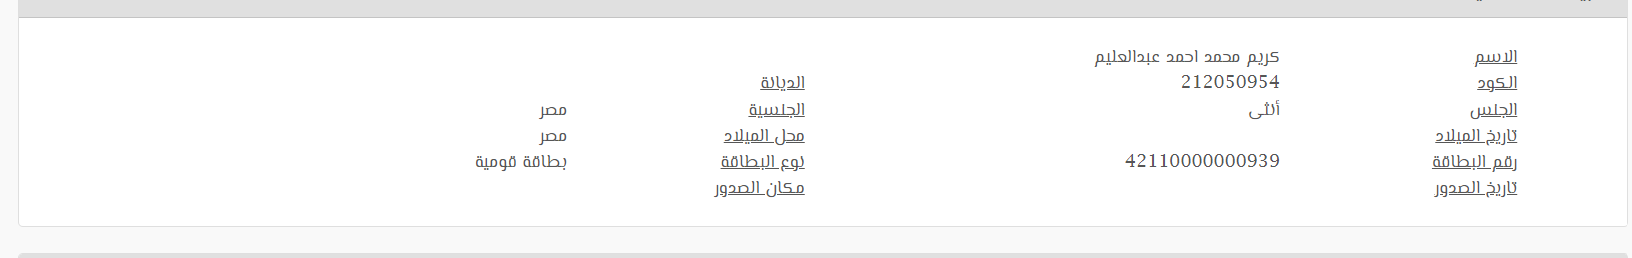 الاسم كريم محمد احمد عبدالعليم
الكود 212050954 الديانة
الجنس أنثى الجنسية مصر
تاريخ الميلاد محل الميلاد مصر
رقم البطاقة 42110000000939 نوع البطاقة بطاقة قومية
تاريخ الصدور مكان الصدور